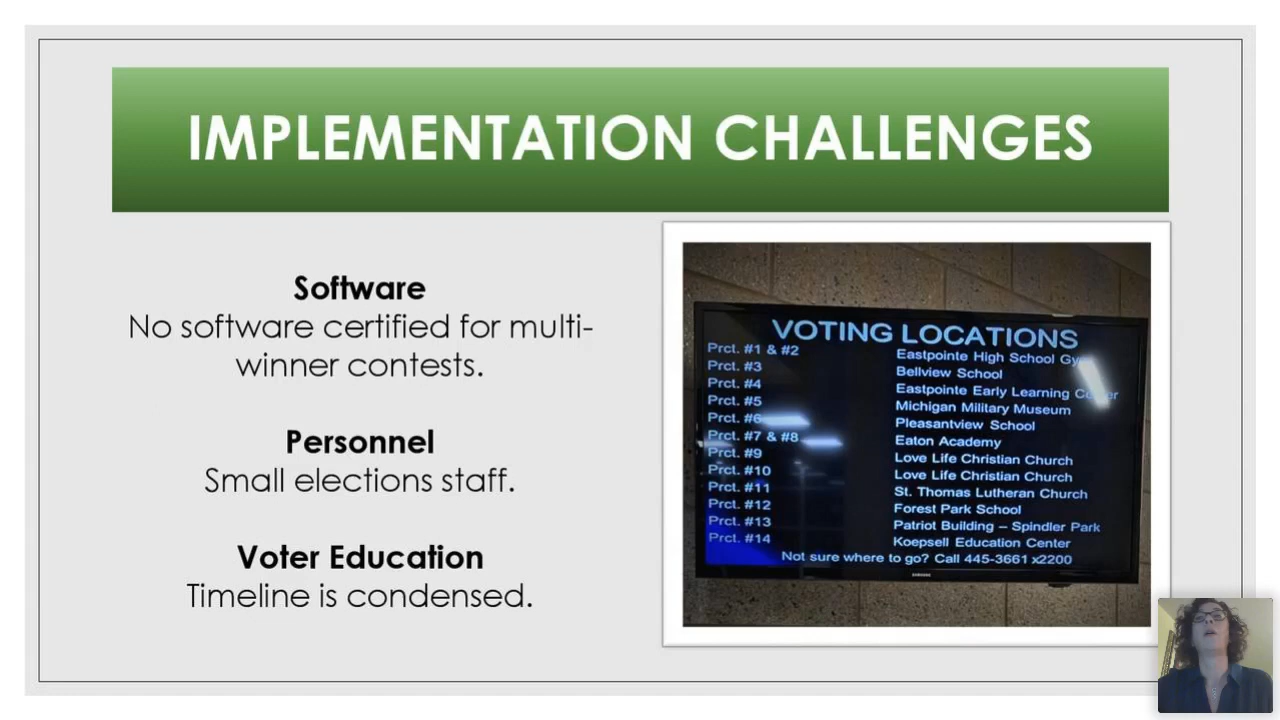 IMPLEMENTATION CHALLENGES
Software
No software certified for multi-
winner contests.
Personnel
Small elections staff.
Voter Education
Timeline is condensed.
VOTING LOCATIONS
Prct. #1 & #2 Eastpointe High School Gym
Prct. #3 Bellview School
Prct. #4 Eastpointe Early Learning Center
Prct. #5 Michigan Military Museum
Prct. #6 Pleasantview School
Prct. #7 & #8 Eaton Academy
Prct. #9 Love Life Christian Church
Prct. #10 Love Life Christian Church
Prct. #11 St. Thomas Lutheran Church
Prct. #12 Forest Park School
Prct. #13 Patriot Building – Spindler Park
Prct. #14 Koepsell Education Center
Not sure where to go? Call 445-3661 x2200
SAMSUNG